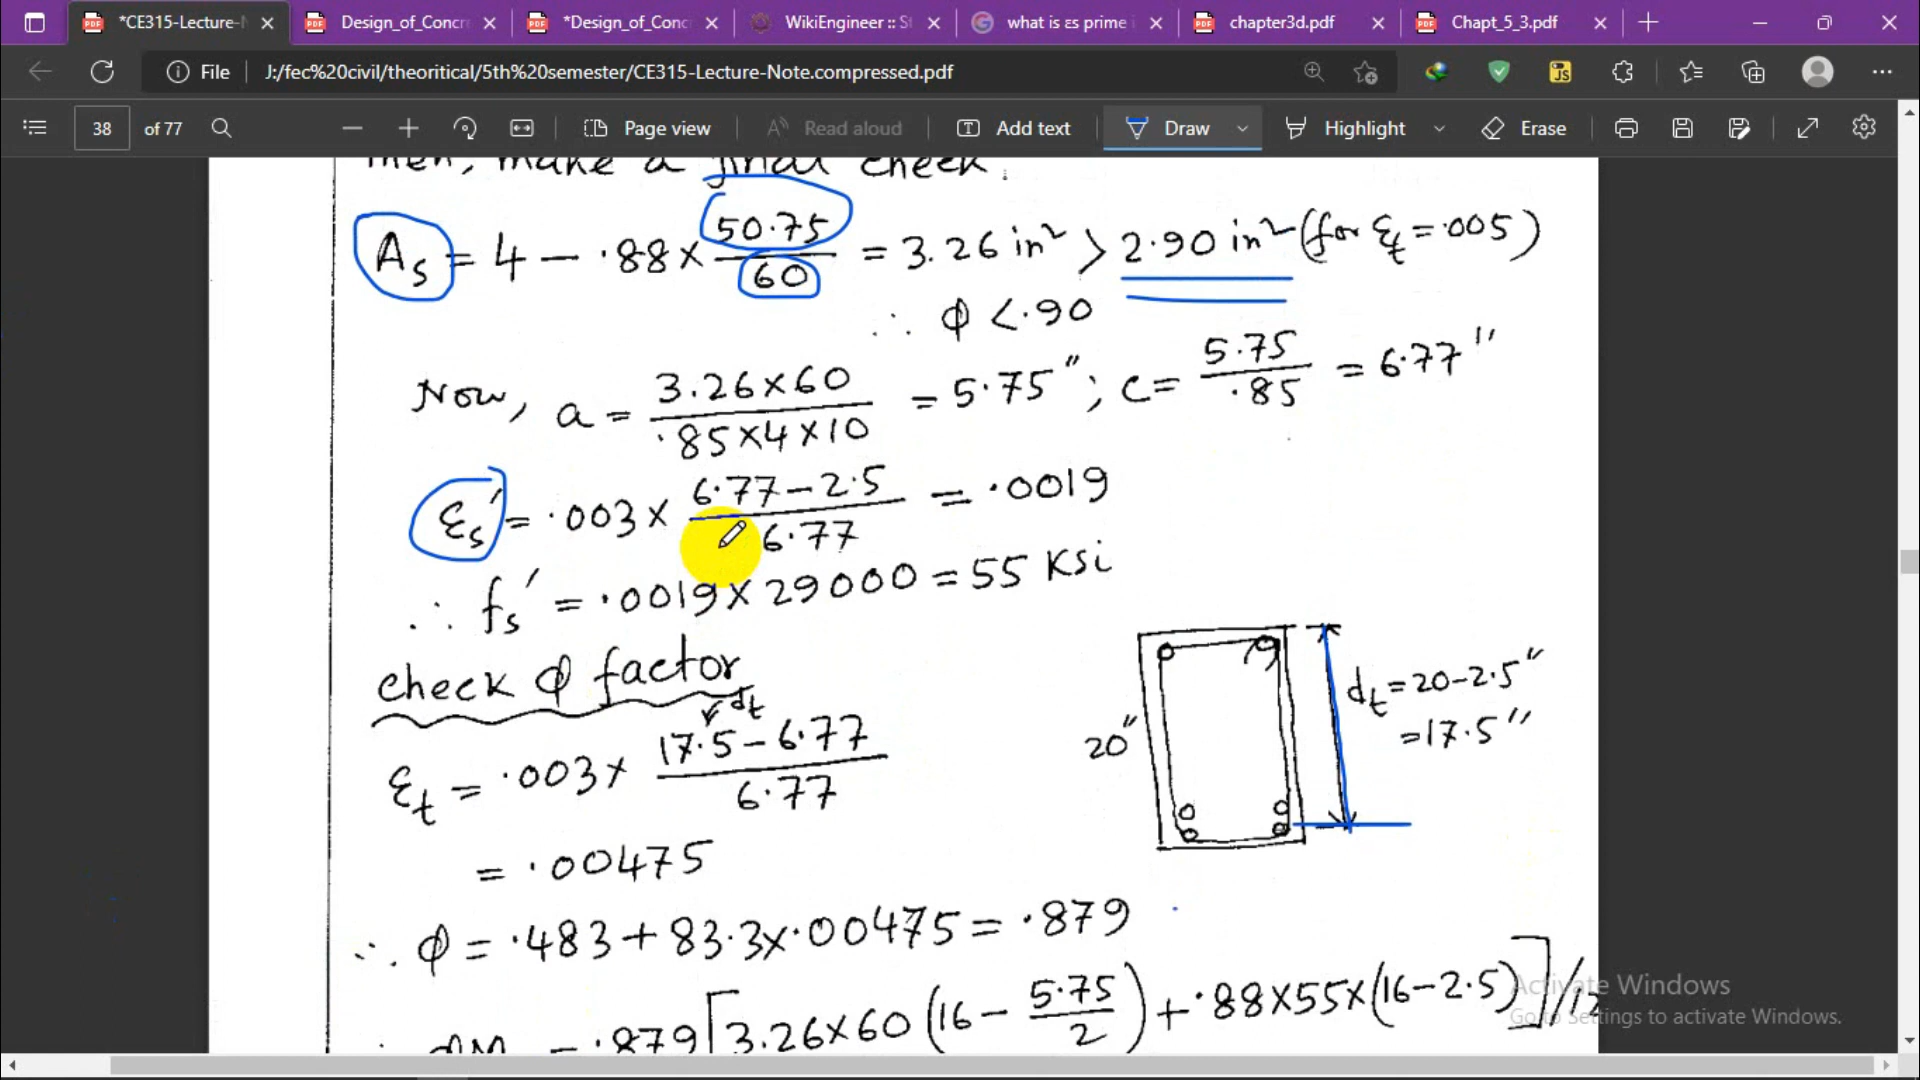 *CE315-Lecture-N
Design_of_Concre
*Design_of_Conc
WikiEngineer :: St
what is εs prime i
chapter3d.pdf
Chapt_5_3.pdf
File
J:/fec%20civil/theoritical/5th%20semester/CE315-Lecture-Note.compressed.pdf
38
of 77
Page view
Read aloud
Add text
Draw
Highlight
Erase
Then, make a final check.
As = 4 - .88 × 50.75/60 = 3.26 in² > 2.90 in² (for Ԑt = .005)
∴ Φ < .90
Now, a = 3.26×60/.85×4×10 = 5.75"; c = 5.75/.85 = 6.77"
Ԑs' = .003 × 6.77-2.5/6.77 = .0019
∴ fs' = .0019 × 29000 = 55 Ksi
check Φ factor
dt
Ԑt = .003 × 17.5-6.77/6.77
= .00475
20"
dt = 20-2.5"
= 17.5"
∴ Φ = .483 + 83.3×.00475 = .879
= .879[3.26×60(16 - 5.75/2) + .88×55×(16-2.5)]/12
Activate Windows
Go to Settings to activate Windows.